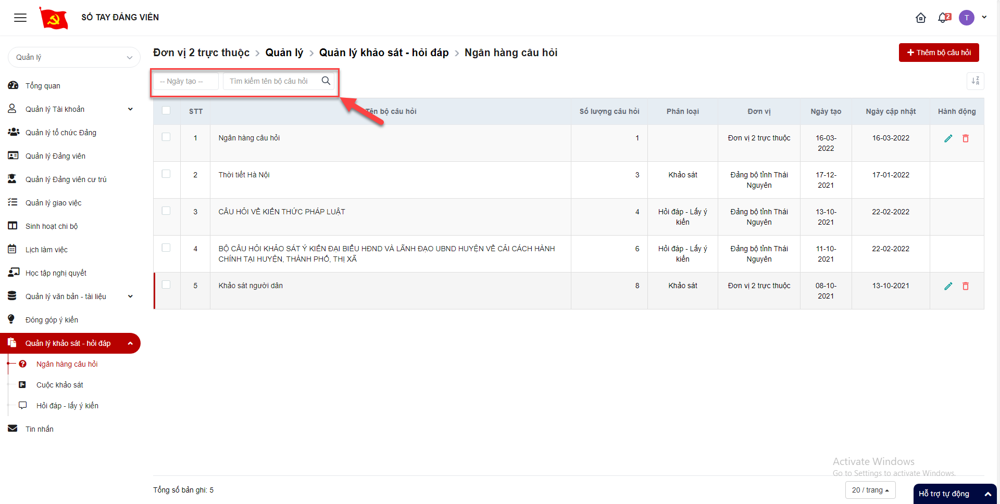 SỔ TAY ĐẢNG VIÊN
2
T
Quản lý
Tổng quan
Quản lý Tài khoản
Quản lý tổ chức Đảng
Quản lý Đảng viên
Quản lý Đảng viên cư trú
Quản lý giao việc
Sinh hoạt chi bộ
Lịch làm việc
Học tập nghị quyết
Quản lý văn bản - tài liệu
Đóng góp ý kiến
Quản lý khảo sát - hỏi đáp
Ngân hàng câu hỏi
Cuộc khảo sát
Hỏi đáp - lấy ý kiến
Tin nhắn
Đơn vị 2 trực thuộc > Quản lý > Quản lý khảo sát - hỏi đáp > Ngân hàng câu hỏi
+ Thêm bộ câu hỏi
-- Ngày tạo -- Tìm kiếm tên bộ câu hỏi
Z
A
STT Tên bộ câu hỏi Số lượng câu hỏi Phân loại Đơn vị Ngày tạo Ngày cập nhật Hành động
1 Ngân hàng câu hỏi 1 Đơn vị 2 trực thuộc 16-03- 16-03-2022
2022
2 Thời tiết Hà Nội 3 Khảo sát Đảng bộ tỉnh Thái 17-12- 17-01-2022
Nguyên 2021
3 CÂU HỎI VỀ KIẾN THỨC PHÁP LUẬT 4 Hỏi đáp - Lấy ý Đảng bộ tỉnh Thái 13-10- 22-02-2022
kiến Nguyên 2021
4 BỘ CÂU HỎI KHẢO SÁT Ý KIẾN ĐẠI BIỂU HĐND VÀ LÃNH ĐẠO UBND HUYỆN VỀ CẢI CÁCH HÀNH 6 Hỏi đáp - Lấy ý Đảng bộ tỉnh Thái 11-10- 22-02-2022
CHÍNH TẠI HUYỆN, THÀNH PHỐ, THỊ XÃ kiến Nguyên 2021
5 Khảo sát người dân 8 Khảo sát Đơn vị 2 trực thuộc 08-10- 13-10-2021
2021
Activate Windows
Go to Settings to activate Windows.
Tổng số bản ghi: 5
20 / trang
Hỗ trợ tự động